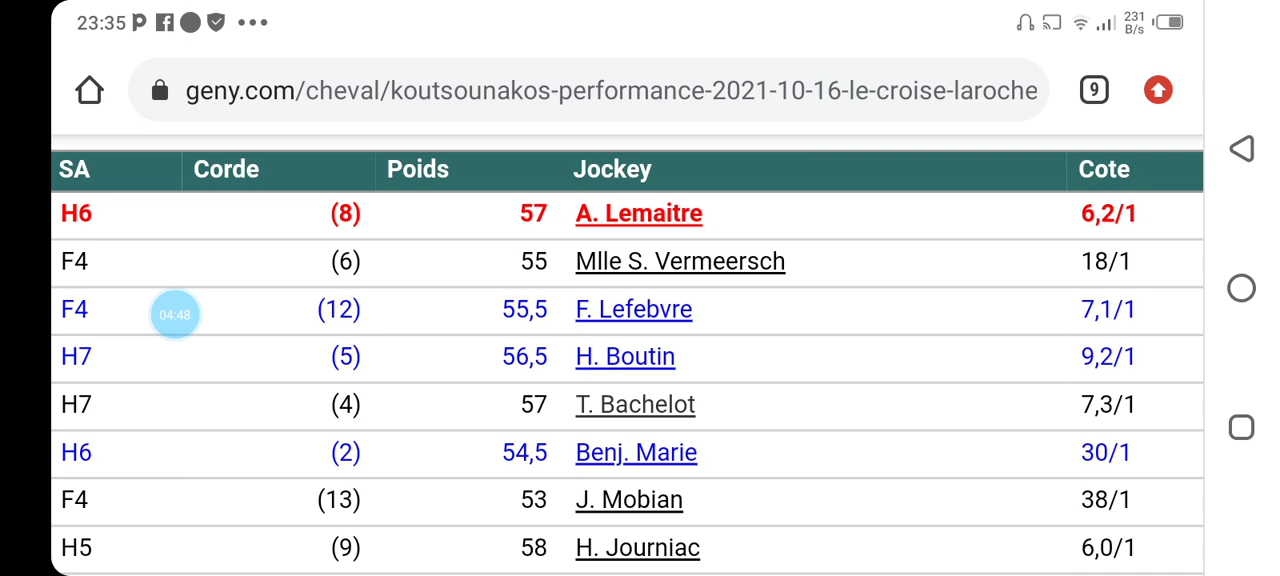 23:35 231 B/s
geny.com/cheval/koutsounakos-performance-2021-10-16-le-croise-laroche 9
SA Corde Poids Jockey Cote
H6 (8) 57 A. Lemaitre 6,2/1
F4 (6) 55 Mlle S. Vermeersch 18/1
F4 04:48 (12) 55,5 F. Lefebvre 7,1/1
H7 (5) 56,5 H. Boutin 9,2/1
H7 (4) 57 T. Bachelot 7,3/1
H6 (2) 54,5 Benj. Marie 30/1
F4 (13) 53 J. Mobian 38/1
H5 (9) 58 H. Journiac 6,0/1